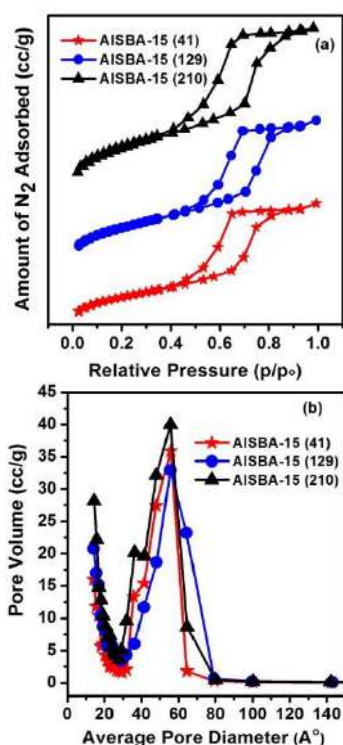 Amount of N2 Adsorbed (cc/g)
AlSBA-15 (41)
AlSBA-15 (129)
AlSBA-15 (210)
(a)
0.0 0.2 0.4 0.6 0.8 1.0
Relative Pressure (p/p°)
Pore Volume (cc/g)
45
40
35
30
25
20
15
10
5
0
(b)
AlSBA-15 (41)
AlSBA-15 (129)
AlSBA-15 (210)
0 20 40 60 80 100 120 140
Average Pore Diameter (A°)